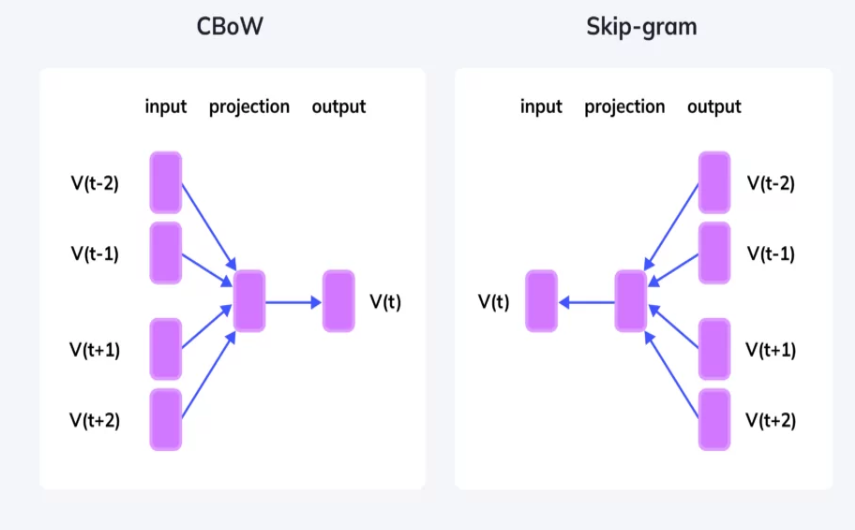 CBoW
input projection output
V(t-2)
V(t-1)
V(t)
V(t+1)
V(t+2)
Skip-gram
input projection output
V(t-2)
V(t-1)
V(t)
V(t+1)
V(t+2)